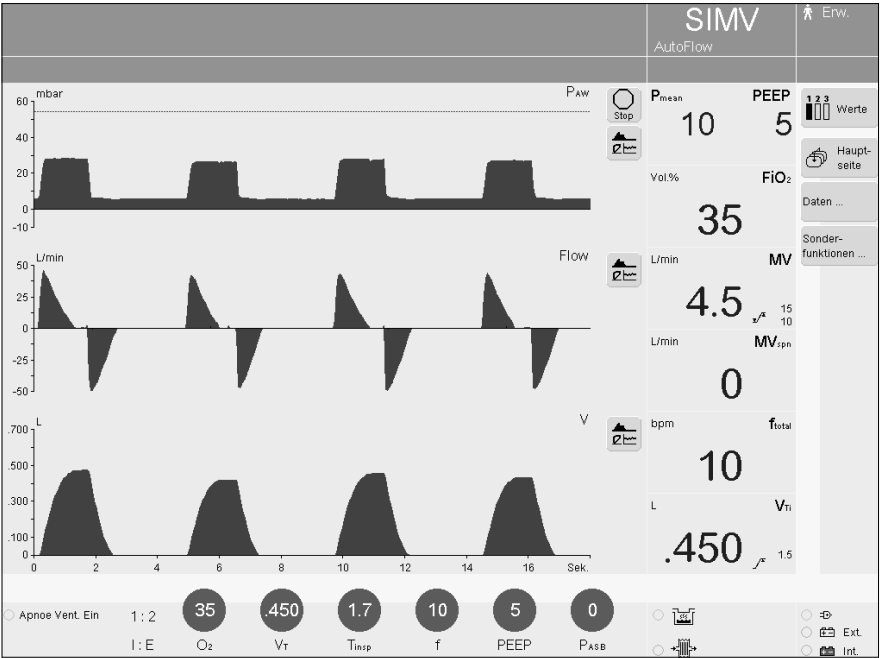 SIMV
AutoFlow
Erw.
mbar
PAW
60
40
20
0
-10
Stop
Pmean
PEEP
10
5
1 2 3
Werte
Haupt-
seite
Vol.%
FiO2
35
Daten ...
Sonder-
funktionen ...
L/min
Flow
50
25
0
-25
-50
L/min
MV
4.5
15
10
L/min
MVspn
0
L
V
.700
.500
.300
.100
0
0 2 4 6 8 10 12 14 16 Sek.
bpm
ftotal
10
L
VTi
.450
1.5
Apnoe Vent. Ein
1 : 2
I : E
35
O2
.450
VT
1.7
Tinsp
10
f
5
PEEP
0
PASB
Ext.
Int.